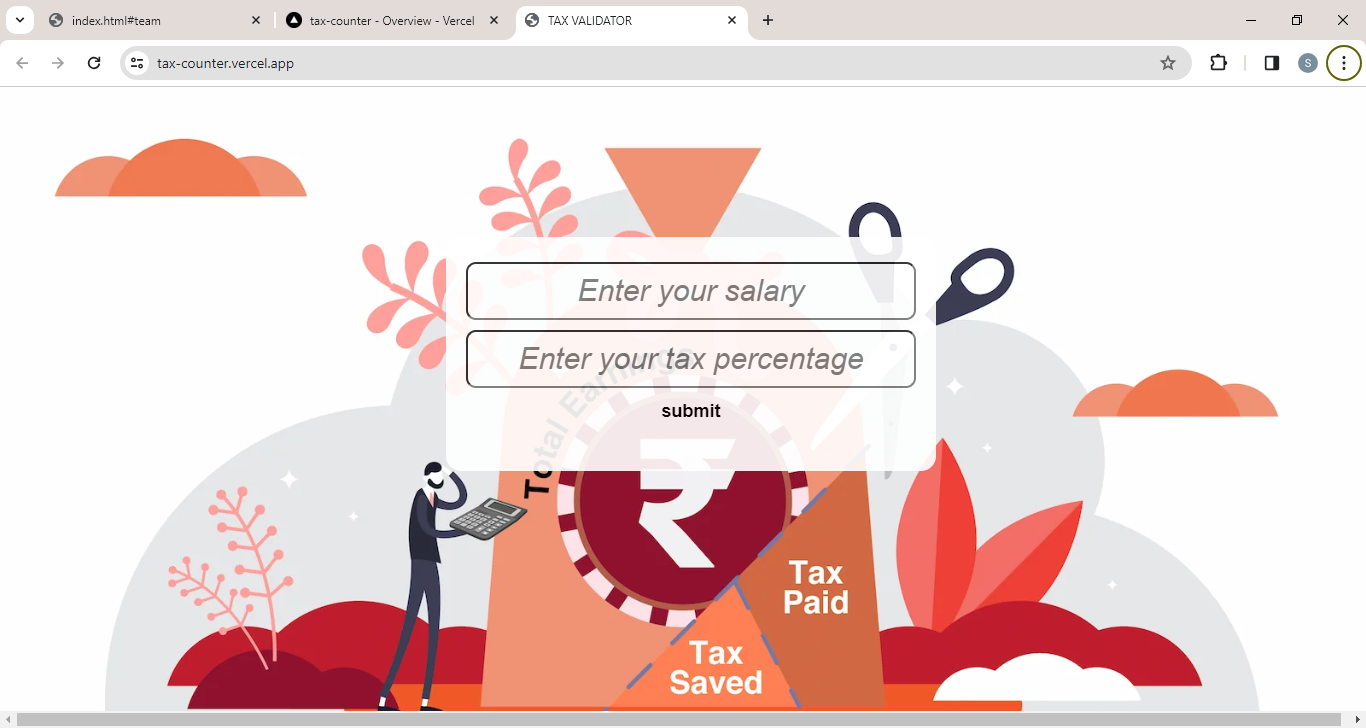 index.html#team
tax-counter - Overview - Vercel
TAX VALIDATOR
tax-counter.vercel.app
S
Enter your salary
Enter your tax percentage
submit
Total Earnings
₹
Tax
Paid
Tax
Saved